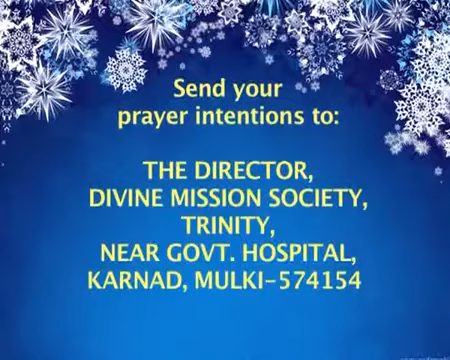 Send your
prayer intentions to:
THE DIRECTOR,
DIVINE MISSION SOCIETY,
TRINITY,
NEAR GOVT. HOSPITAL,
KARNAD, MULKI-574154